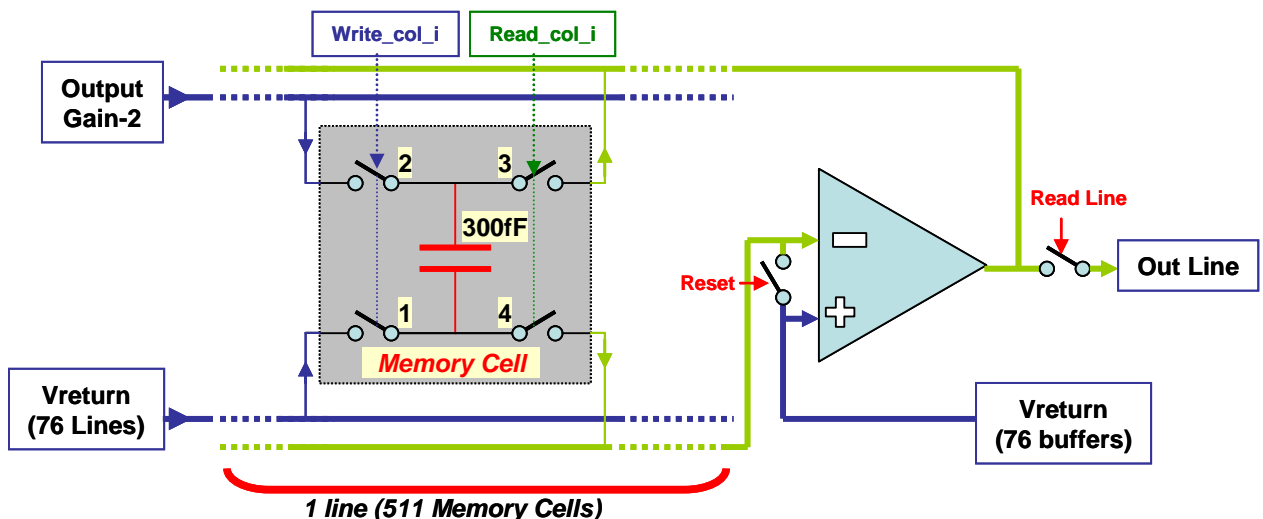 Write_col_i
Read_col_i
Output
Gain-2
2
3
300fF
Read Line
Out Line
Reset
1
4
Memory Cell
Vreturn
(76 Lines)
Vreturn
(76 buffers)
1 line (511 Memory Cells)